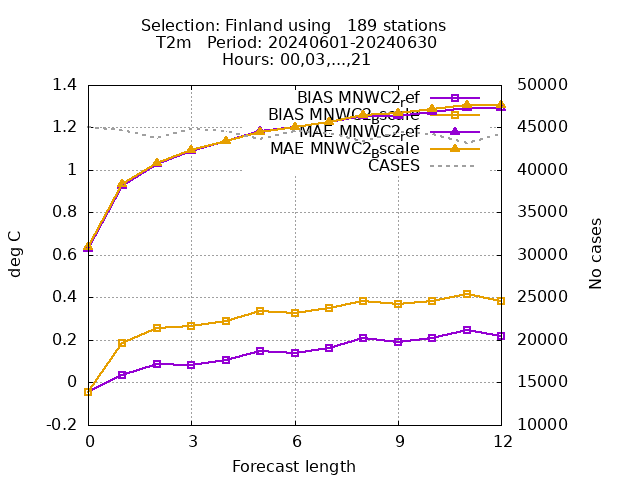 Selection: Finland using   189 stations
T2m   Period: 20240601-20240630
Hours: 00,03,...,21
1.4
1.2
1
0.8
0.6
0.4
0.2
0
-0.2
50000
45000
40000
35000
30000
25000
20000
15000
10000
deg C
No cases
BIAS MNWC2_ref
BIAS MNWC2_Bscale
MAE MNWC2_ref
MAE MNWC2_Bscale
CASES
0 3 6 9 12
Forecast length